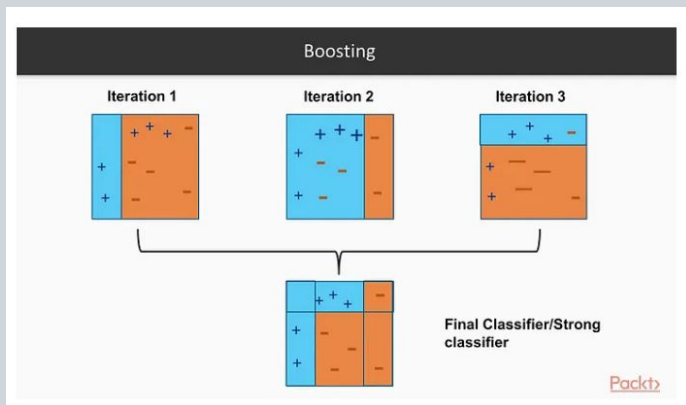 Boosting
Iteration 1
Iteration 2
Iteration 3
Final Classifier/Strong
classifier
Packt>